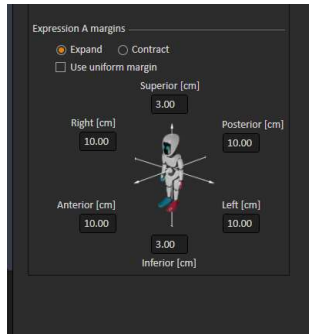 Expression A margins
Expand Contract
Use uniform margin
Superior [cm]
3.00
Right [cm] Posterior [cm]
10.00 10.00
Anterior [cm] Left [cm]
10.00 10.00
3.00
Inferior [cm]